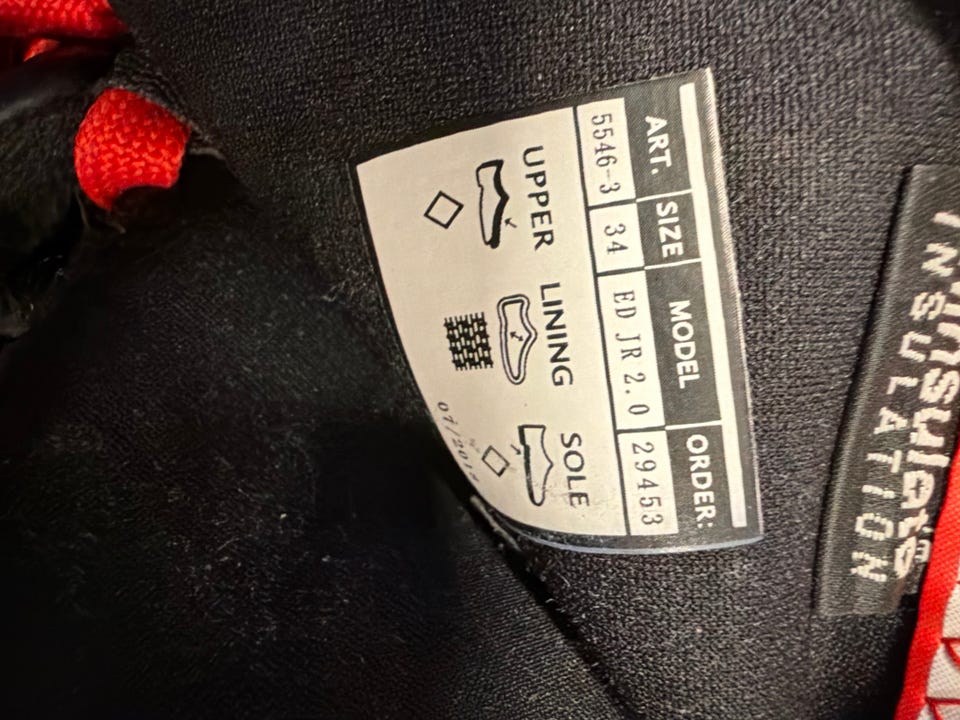 ART. SIZE MODEL ORDER:
5546-3 34 ED JR 2.0 29453
UPPER LINING SOLE
INSULATION